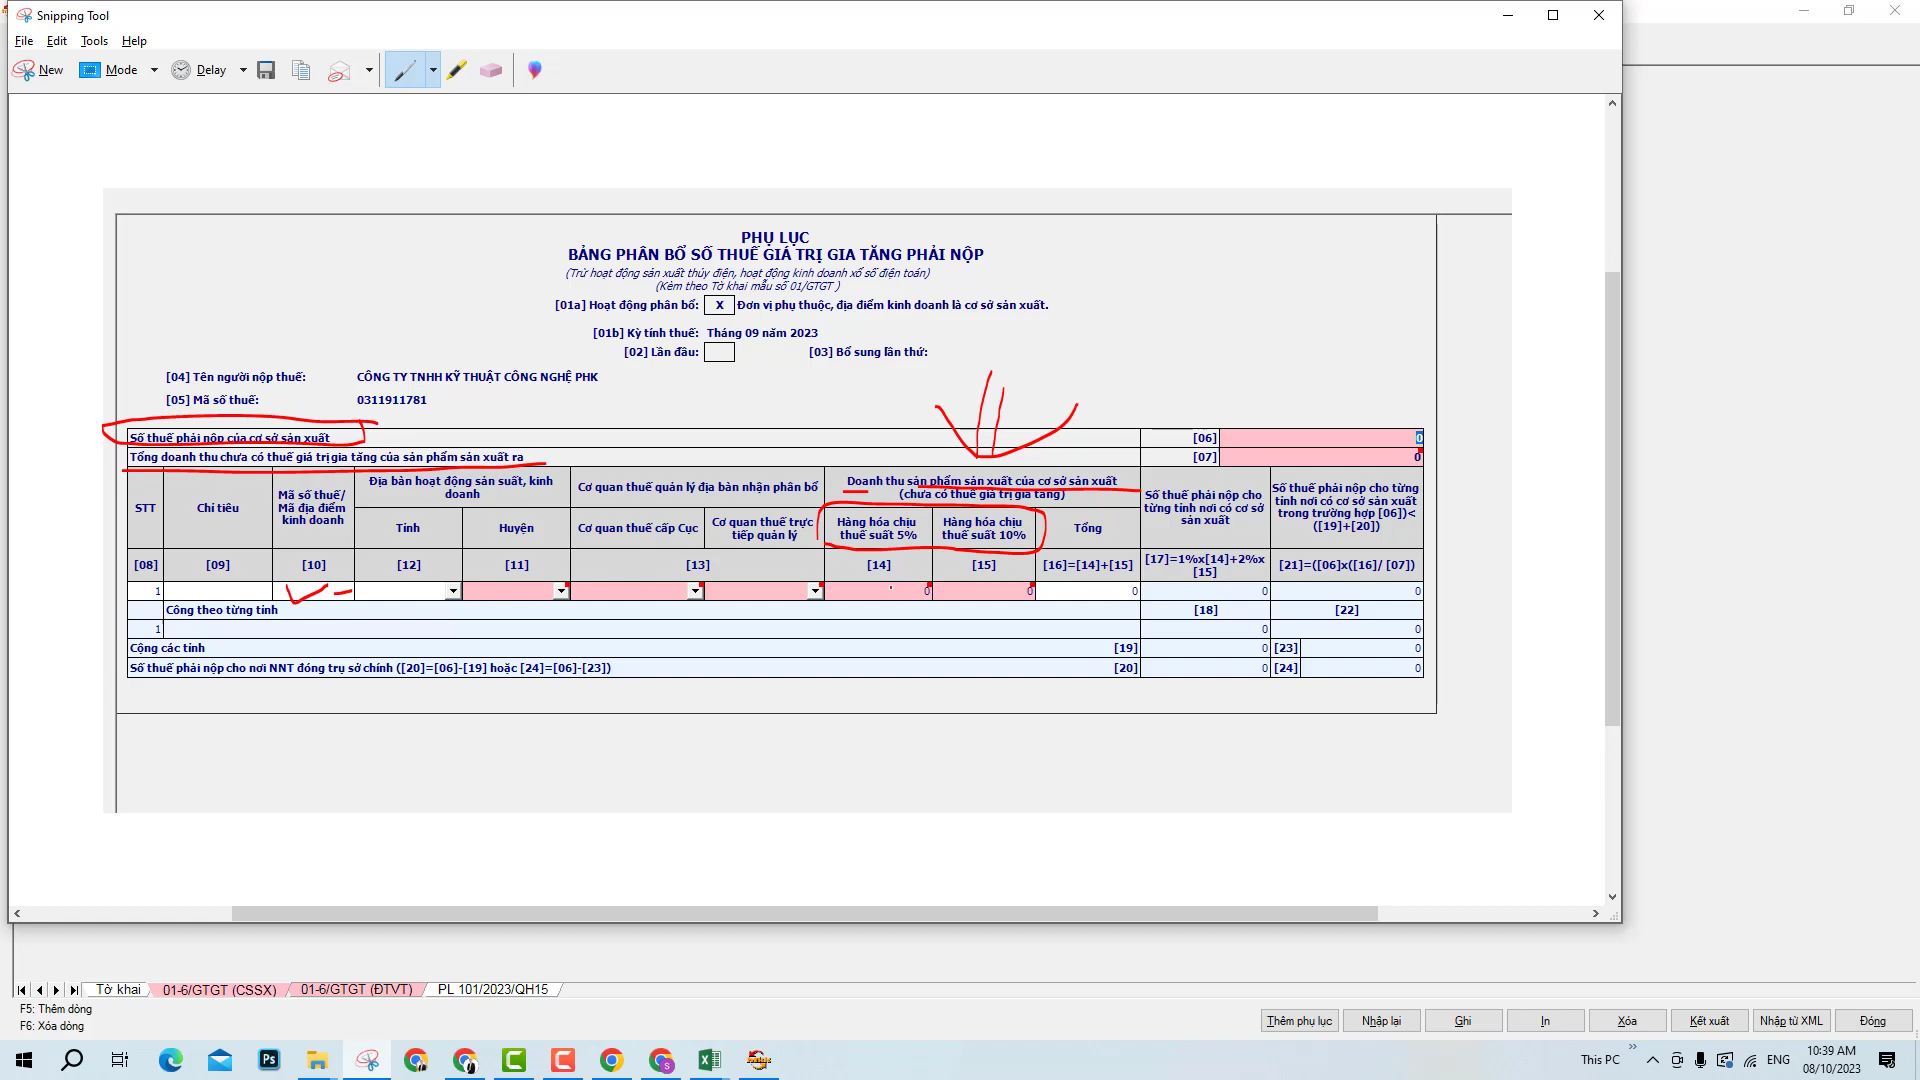 Snipping Tool
File Edit Tools Help
New Mode Delay
PHỤ LỤC
BẢNG PHÂN BỔ SỐ THUẾ GIÁ TRỊ GIA TĂNG PHẢI NỘP
(Trừ hoạt động sản xuất thủy điện, hoạt động kinh doanh xổ số điện toán)
(Kèm theo Tờ khai mẫu số 01/GTGT )
[01a] Hoạt động phân bổ: X Đơn vị phụ thuộc, địa điểm kinh doanh là cơ sở sản xuất.
[01b] Kỳ tính thuế: Tháng 09 năm 2023
[02] Lần đầu: [03] Bổ sung lần thứ:
[04] Tên người nộp thuế: CÔNG TY TNHH KỸ THUẬT CÔNG NGHỆ PHK
[05] Mã số thuế: 0311911781
Số thuế phải nộp của cơ sở sản xuất [06] 0
Tổng doanh thu chưa có thuế giá trị gia tăng của sản phẩm sản xuất ra [07] 0
STT
Chỉ tiêu
Mã số thuế/
Mã địa điểm
kinh doanh
Địa bàn hoạt động sản suất, kinh
doanh
Tỉnh
Huyện
Cơ quan thuế quản lý địa bàn nhận phân bổ
Cơ quan thuế cấp Cục
Cơ quan thuế trực
tiếp quản lý
Doanh thu sản phẩm sản xuất của cơ sở sản xuất
(chưa có thuế giá trị gia tăng)
Hàng hóa chịu
thuế suất 5%
Hàng hóa chịu
thuế suất 10%
Tổng
Số thuế phải nộp cho
từng tỉnh nơi có cơ sở
sản xuất
Số thuế phải nộp cho từng
tỉnh nơi có cơ sở sản xuất
trong trường hợp [06])<
([19]+[20])
[08] [09] [10] [12] [11] [13] [14] [15] [16]=[14]+[15] [17]=1%x[14]+2%x
[15] [21]=([06]x([16]/ [07])
1 0 0 0 0 0
Cộng theo từng tỉnh [18] [22]
1 0 0
Cộng các tỉnh [19] 0 [23] 0
Số thuế phải nộp cho nơi NNT đóng trụ sở chính ([20]=[06]-[19] hoặc [24]=[06]-[23]) [20] 0 [24] 0
Tờ khai 01-6/GTGT (CSSX) 01-6/GTGT (ĐTVT) PL 101/2023/QH15
F5: Thêm dòng
F6: Xóa dòng
Thêm phụ lục Nhập lại Ghi In Xóa Kết xuất Nhập từ XML Đóng
Ps
This PC
ENG
10:39 AM
08/10/2023